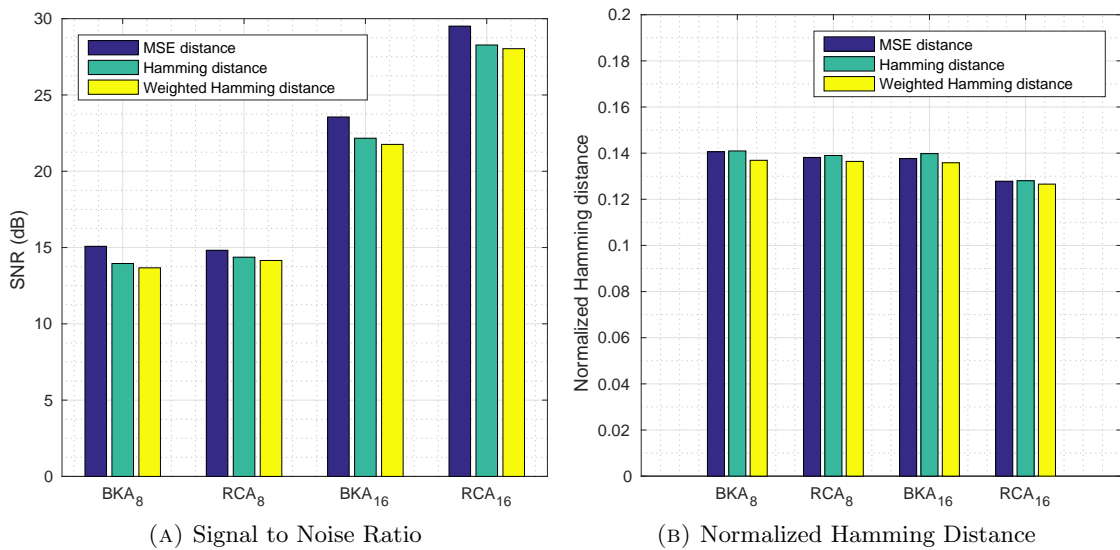 30
25
20
15
10
5
0
SNR (dB)
MSE distance
Hamming distance
Weighted Hamming distance
BKA8 RCA8 BKA16 RCA16
(A) Signal to Noise Ratio
0.2
0.18
0.16
0.14
0.12
0.1
0.08
0.06
0.04
0.02
0
Normalized Hamming distance
MSE distance
Hamming distance
Weighted Hamming distance
BKA8 RCA8 BKA16 RCA16
(B) Normalized Hamming Distance